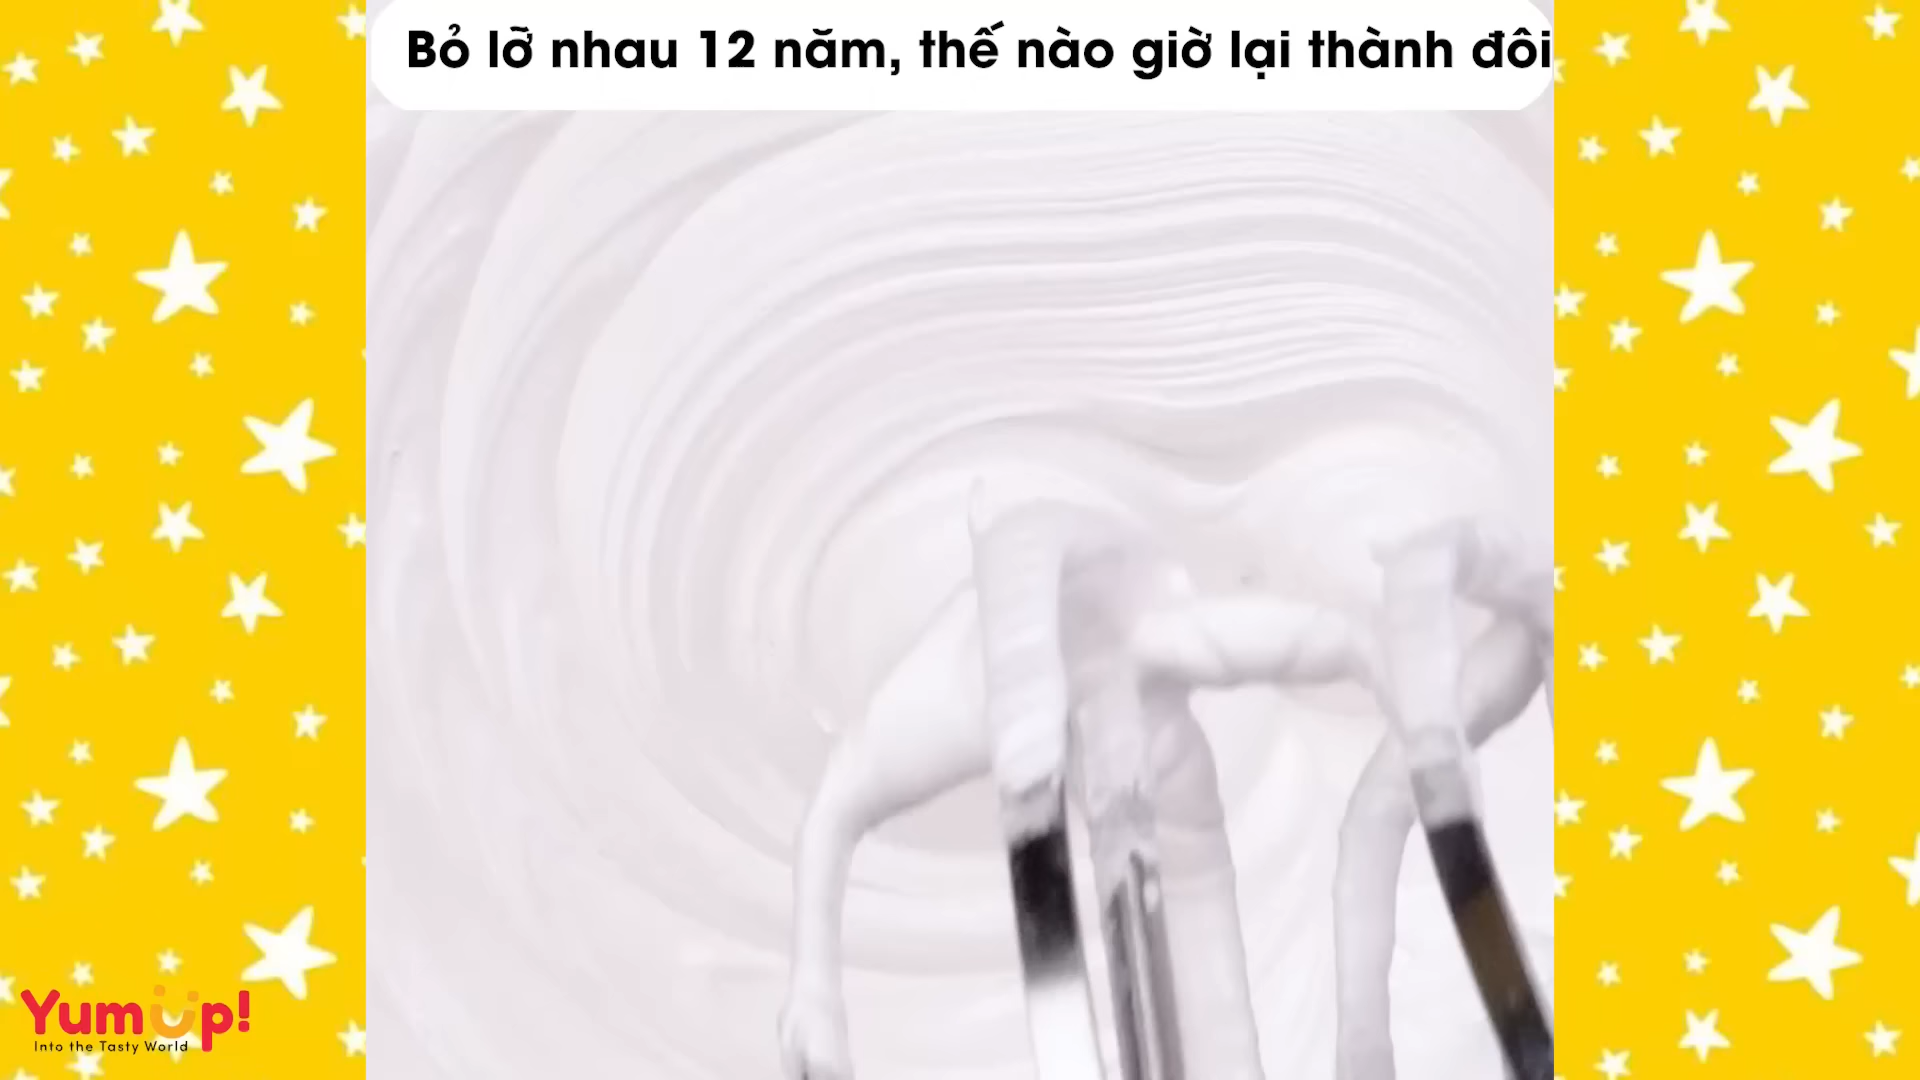 Bỏ lỡ nhau 12 năm, thế nào giờ lại thành đôi
YumUp!
Into the Tasty World